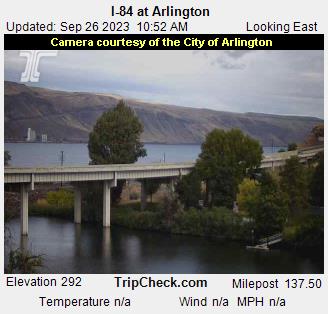 I-84 at Arlington
Updated: Sep 26 2023 10:52 AM Looking East
Camera courtesy of the City of Arlington
Elevation 292 TripCheck.com Milepost 137.50
Temperature n/a Wind n/a MPH n/a